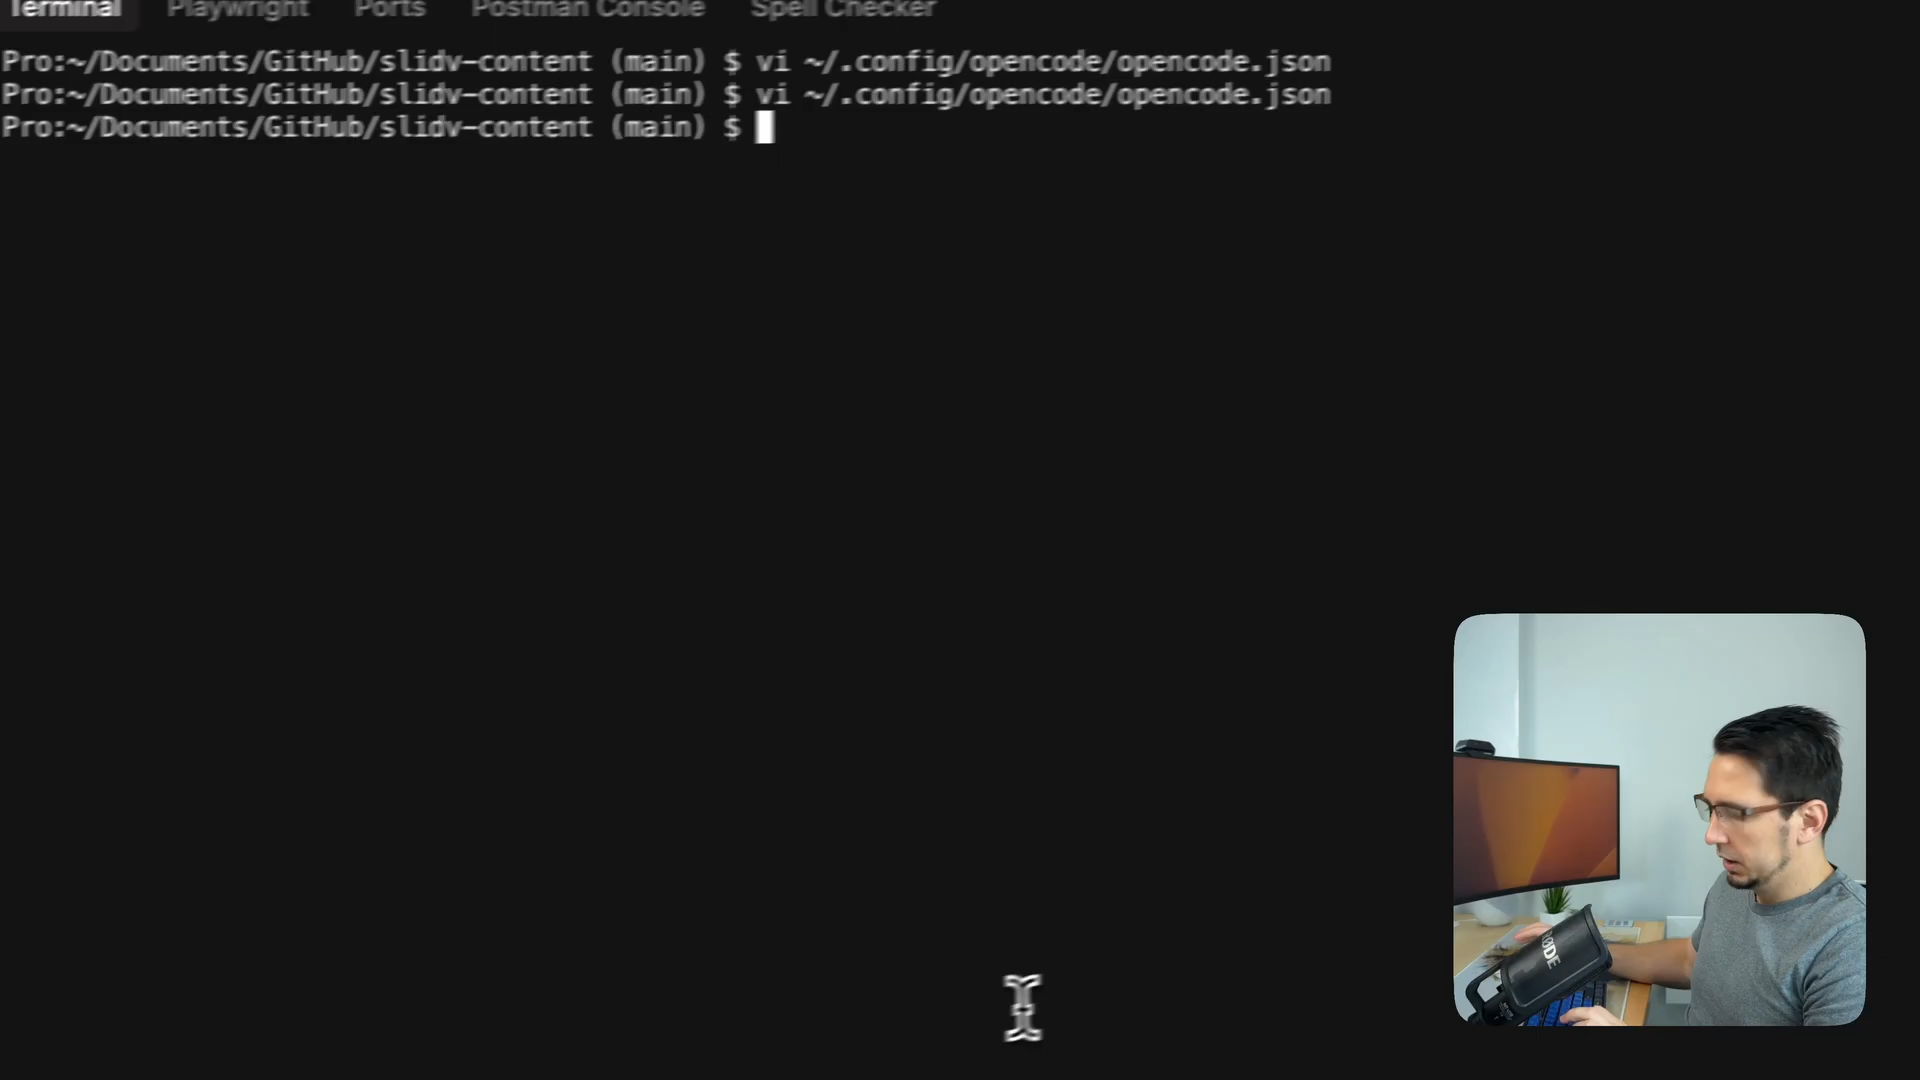 Terminal Playwright Ports Postman Console Spell Checker
Pro:~/Documents/GitHub/slidv-content (main) $ vi ~/.config/opencode/opencode.json
Pro:~/Documents/GitHub/slidv-content (main) $ vi ~/.config/opencode/opencode.json
Pro:~/Documents/GitHub/slidv-content (main) $
RØDE